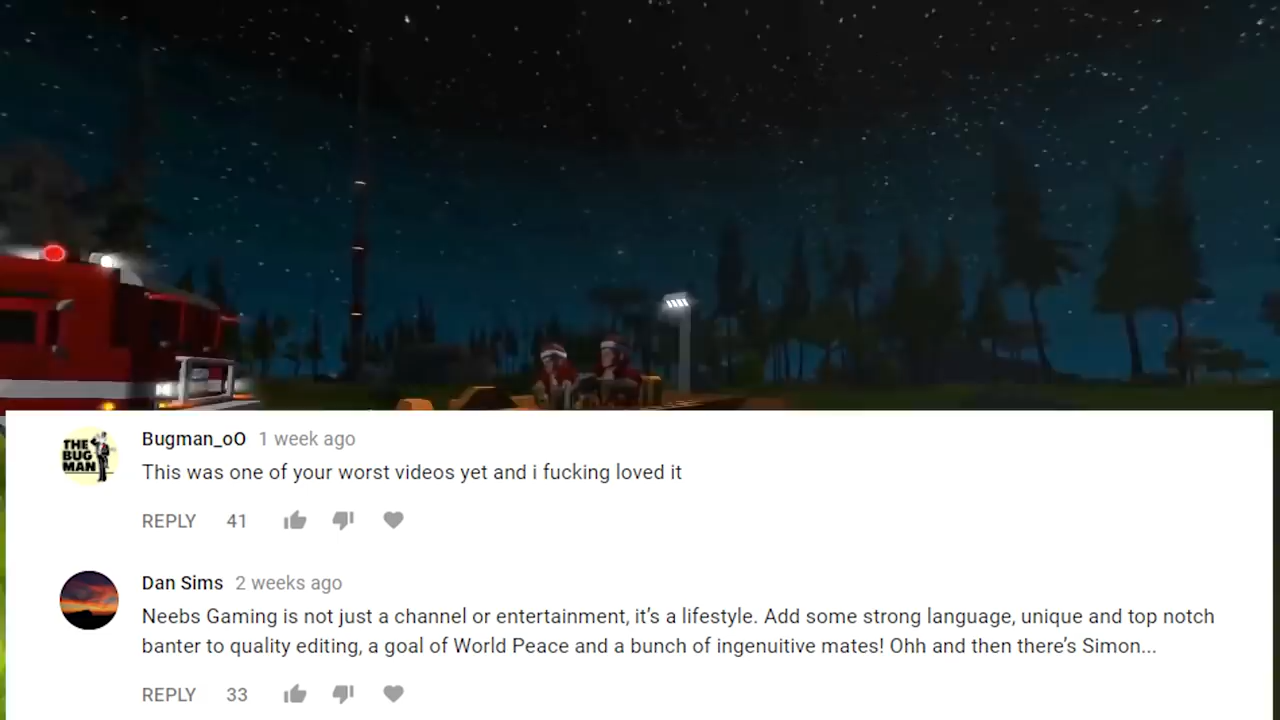 THE
BUG
MAN
Bugman_oO 1 week ago
This was one of your worst videos yet and i fucking loved it
REPLY 41
Dan Sims 2 weeks ago
Neebs Gaming is not just a channel or entertainment, it’s a lifestyle. Add some strong language, unique and top notch
banter to quality editing, a goal of World Peace and a bunch of ingenuitive mates! Ohh and then there’s Simon...
REPLY 33